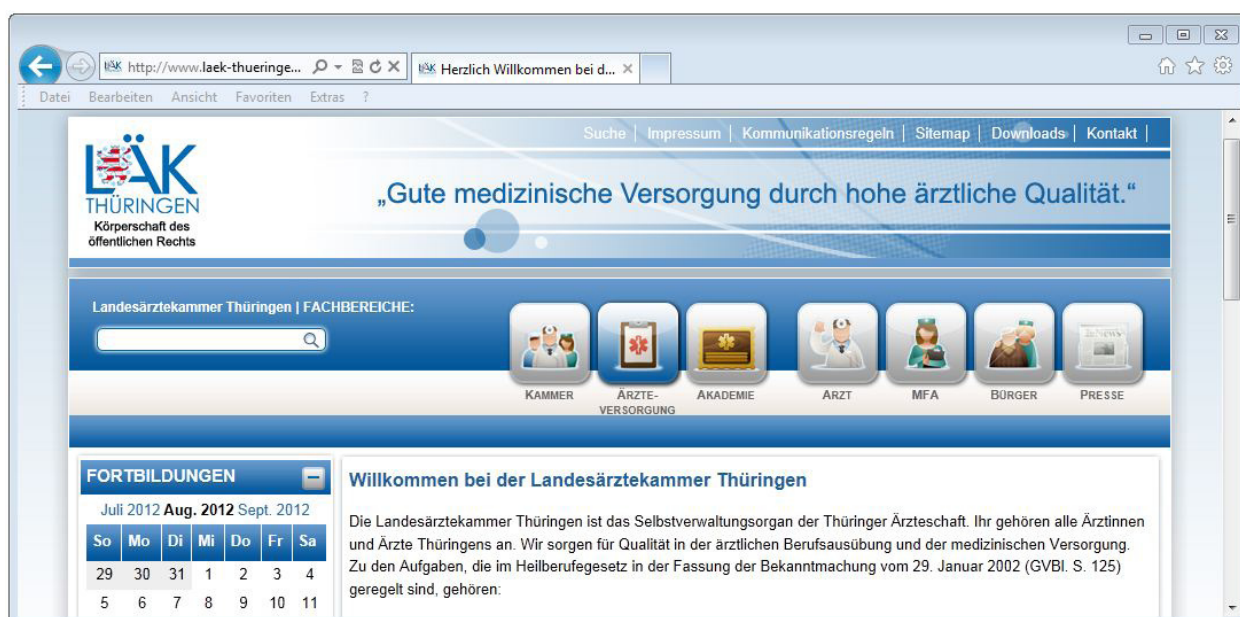 http://www.laek-thueringe...
Herzlich Willkommen bei d...
Datei Bearbeiten Ansicht Favoriten Extras ?
Suche | Impressum | Kommunikationsregeln | Sitemap | Downloads | Kontakt |
LÄK
THÜRINGEN
Körperschaft des
öffentlichen Rechts
„Gute medizinische Versorgung durch hohe ärztliche Qualität.“
Landesärztekammer Thüringen | FACHBEREICHE:
KAMMER
ÄRZTE-
VERSORGUNG
AKADEMIE
ARZT
MFA
BÜRGER
PRESSE
FORTBILDUNGEN
Juli 2012 Aug. 2012 Sept. 2012
So Mo Di Mi Do Fr Sa
29 30 31 1 2 3 4
5 6 7 8 9 10 11
Willkommen bei der Landesärztekammer Thüringen
Die Landesärztekammer Thüringen ist das Selbstverwaltungsorgan der Thüringer Ärzteschaft. Ihr gehören alle Ärztinnen
und Ärzte Thüringens an. Wir sorgen für Qualität in der ärztlichen Berufsausübung und der medizinischen Versorgung.
Zu den Aufgaben, die im Heilberufegesetz in der Fassung der Bekanntmachung vom 29. Januar 2002 (GVBl. S. 125)
geregelt sind, gehören: